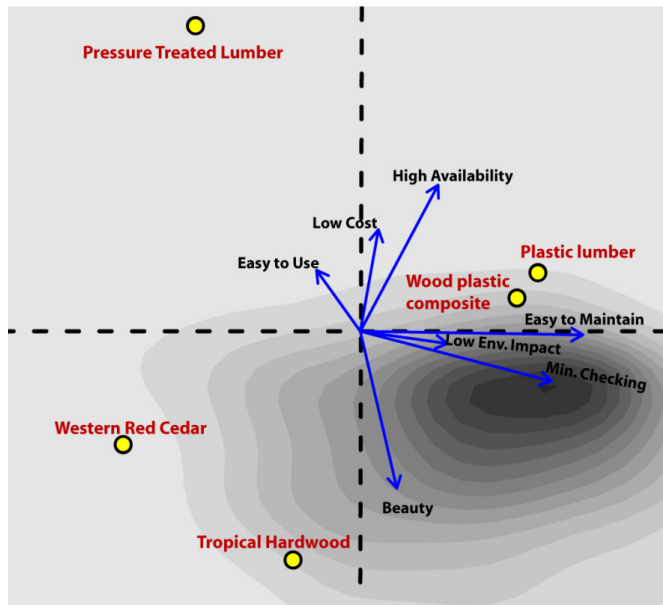 Pressure Treated Lumber
High Availability
Low Cost
Easy to Use
Plastic lumber
Wood plastic
composite
Easy to Maintain
Low Env. Impact
Min. Checking
Western Red Cedar
Beauty
Tropical Hardwood